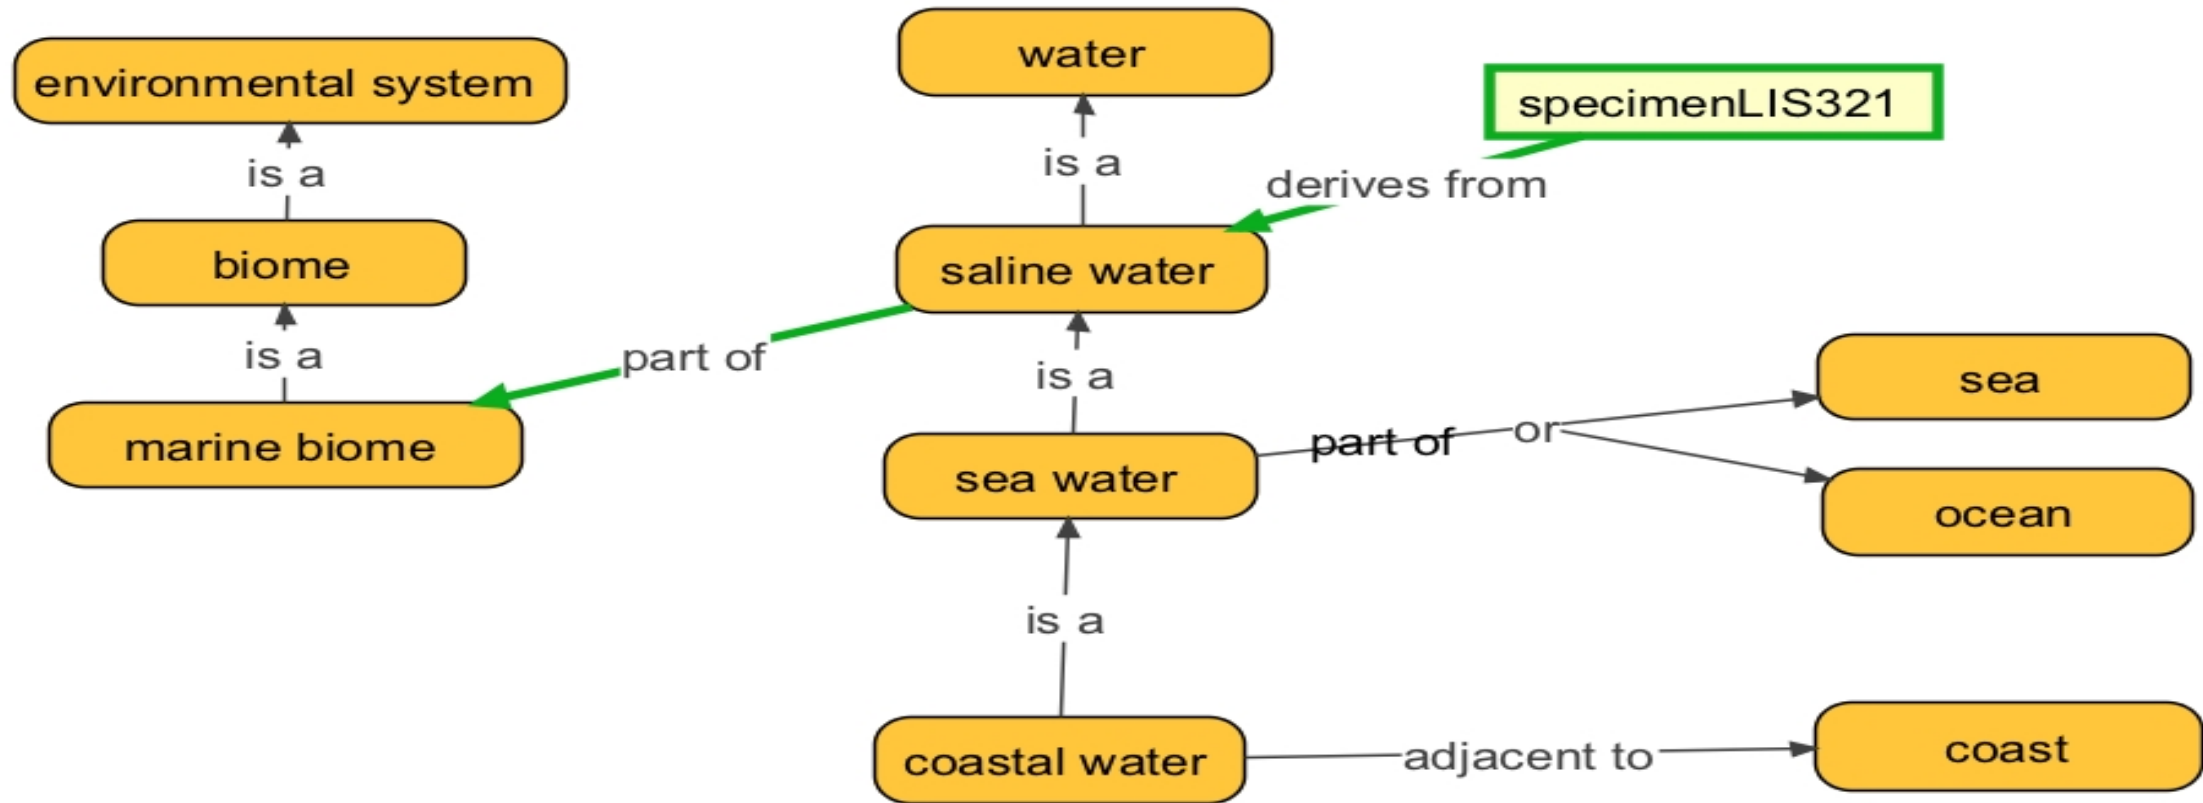 water
environmental system
specimenLIS321
is a
is a
derives from
biome
saline water
is a
part of
is a
sea
marine biome
part of
or
sea water
ocean
is a
coastal water
adjacent to
coast